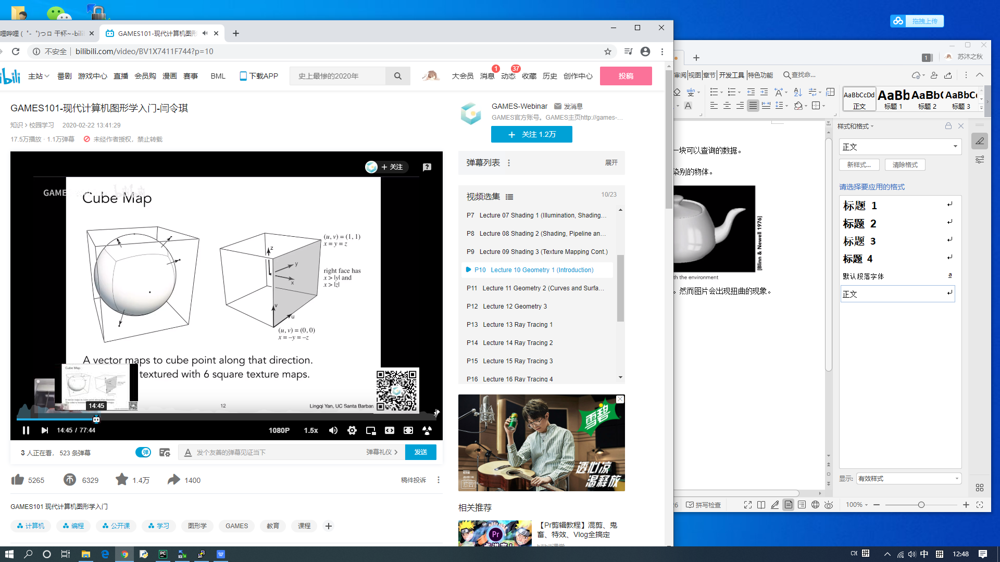 拖拽上传
哩哔哩 (゜-゜)つロ 干杯~-bili
GAMES101-现代计算机图形
不安全
bilibili.com/video/BV1X7411F744?p=10
主站
番剧
游戏中心
直播
会员购
漫画
赛事
BML
下载APP
史上最惨的2020年
大会员
消息
1
动态
37
收藏
历史
创作中心
投稿
GAMES101-现代计算机图形学入门-闫令琪
知识 > 校园学习 2020-02-22 13:41:29
17.5万播放 · 1.1万弹幕 未经作者授权，禁止转载
GAMES-Webinar 发消息
GAMES官方账号。GAMES主页http://games-...
+ 关注 1.2万
+ 关注
GAME
Cube Map
(u, v) = (1, 1)
x = y = z
right face has
x > |y| and
x > |z|
z
y
x
v
u
(u, v) = (0, 0)
x = –y = –z
A vector maps to cube point along that direction.
textured with 6 square texture maps.
Cube Map
14:45
12
Lingqi Yan, UC Santa Barbar
14:45 / 77:44
1080P
1.5x
3 人正在看， 523 条弹幕
弹
发个友善的弹幕见证当下
弹幕礼仪 >
发送
5265
6329
1.4万
1400
稿件投诉
GAMES101 现代计算机图形学入门
计算机
编程
公开课
学习
图形学
GAMES
教育
课程
弹幕列表
展开
视频选集
10/23
P7 Lecture 07 Shading 1 (Illumination, Shading...
P8 Lecture 08 Shading 2 (Shading, Pipeline an...
P9 Lecture 09 Shading 3 (Texture Mapping Cont.)
P10 Lecture 10 Geometry 1 (Introduction)
P11 Lecture 11 Geometry 2 (Curves and Surfa...
P12 Lecture 12 Geometry 3
P13 Lecture 13 Ray Tracing 1
P14 Lecture 14 Ray Tracing 2
P15 Lecture 15 Ray Tracing 3
P16 Lecture 16 Ray Tracing 4
雪碧
透心凉
渴释放
广告
相关推荐
Pr
【Pr剪辑教程】混剪、鬼
畜、特效、Vlog全搞定
1
苏沐之秋
审阅
视图
章节
开发工具
特色功能
查找命...
AaBbCcDd
正文
AaBb
标题 1
AaBb(
标题 2
AaBbC
标题 3
一块可以查询的数据。
染别的物体。
[Blinn & Newell 1976]
th the environment
。然而图片会出现扭曲的现象。
样式和格式
正文
新样式...
清除格式
请选择要应用的格式
标题 1
标题 2
标题 3
标题 4
默认段落字体
a
正文
显示:
有效样式
拼写检查
100%
CH 拼
中
拼
12:48